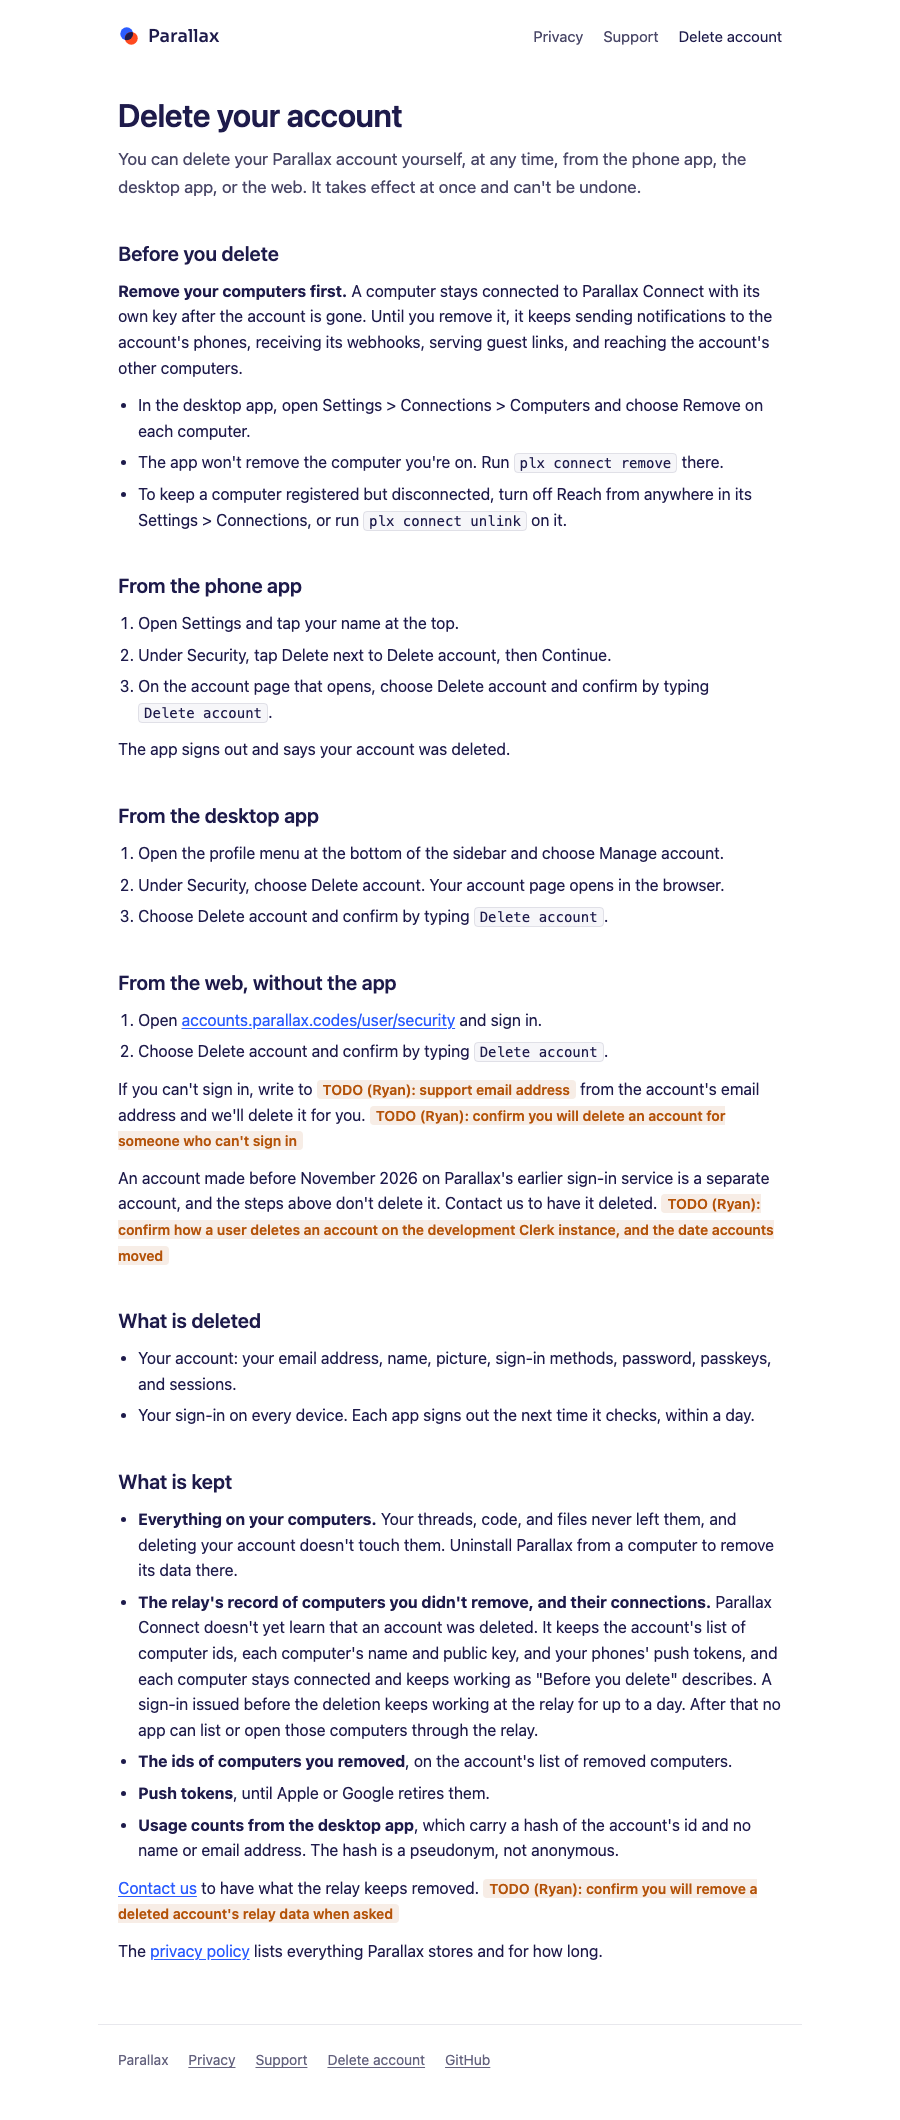 Parallax
Privacy Support Delete account
Delete your account
You can delete your Parallax account yourself, at any time, from the phone app, the
desktop app, or the web. It takes effect at once and can't be undone.
Before you delete
Remove your computers first. A computer stays connected to Parallax Connect with its
own key after the account is gone. Until you remove it, it keeps sending notifications to the
account's phones, receiving its webhooks, serving guest links, and reaching the account's
other computers.
• In the desktop app, open Settings > Connections > Computers and choose Remove on
each computer.
• The app won't remove the computer you're on. Run plx connect remove there.
• To keep a computer registered but disconnected, turn off Reach from anywhere in its
Settings > Connections, or run plx connect unlink on it.
From the phone app
1. Open Settings and tap your name at the top.
2. Under Security, tap Delete next to Delete account, then Continue.
3. On the account page that opens, choose Delete account and confirm by typing
Delete account.
The app signs out and says your account was deleted.
From the desktop app
1. Open the profile menu at the bottom of the sidebar and choose Manage account.
2. Under Security, choose Delete account. Your account page opens in the browser.
3. Choose Delete account and confirm by typing Delete account.
From the web, without the app
1. Open accounts.parallax.codes/user/security and sign in.
2. Choose Delete account and confirm by typing Delete account.
If you can't sign in, write to TODO (Ryan): support email address from the account's email
address and we'll delete it for you. TODO (Ryan): confirm you will delete an account for
someone who can't sign in
An account made before November 2026 on Parallax's earlier sign-in service is a separate
account, and the steps above don't delete it. Contact us to have it deleted. TODO (Ryan):
confirm how a user deletes an account on the development Clerk instance, and the date accounts
moved
What is deleted
• Your account: your email address, name, picture, sign-in methods, password, passkeys,
and sessions.
• Your sign-in on every device. Each app signs out the next time it checks, within a day.
What is kept
• Everything on your computers. Your threads, code, and files never left them, and
deleting your account doesn't touch them. Uninstall Parallax from a computer to remove
its data there.
• The relay's record of computers you didn't remove, and their connections. Parallax
Connect doesn't yet learn that an account was deleted. It keeps the account's list of
computer ids, each computer's name and public key, and your phones' push tokens, and
each computer stays connected and keeps working as "Before you delete" describes. A
sign-in issued before the deletion keeps working at the relay for up to a day. After that no
app can list or open those computers through the relay.
• The ids of computers you removed, on the account's list of removed computers.
• Push tokens, until Apple or Google retires them.
• Usage counts from the desktop app, which carry a hash of the account's id and no
name or email address. The hash is a pseudonym, not anonymous.
Contact us to have what the relay keeps removed. TODO (Ryan): confirm you will remove a
deleted account's relay data when asked
The privacy policy lists everything Parallax stores and for how long.
Parallax Privacy Support Delete account GitHub